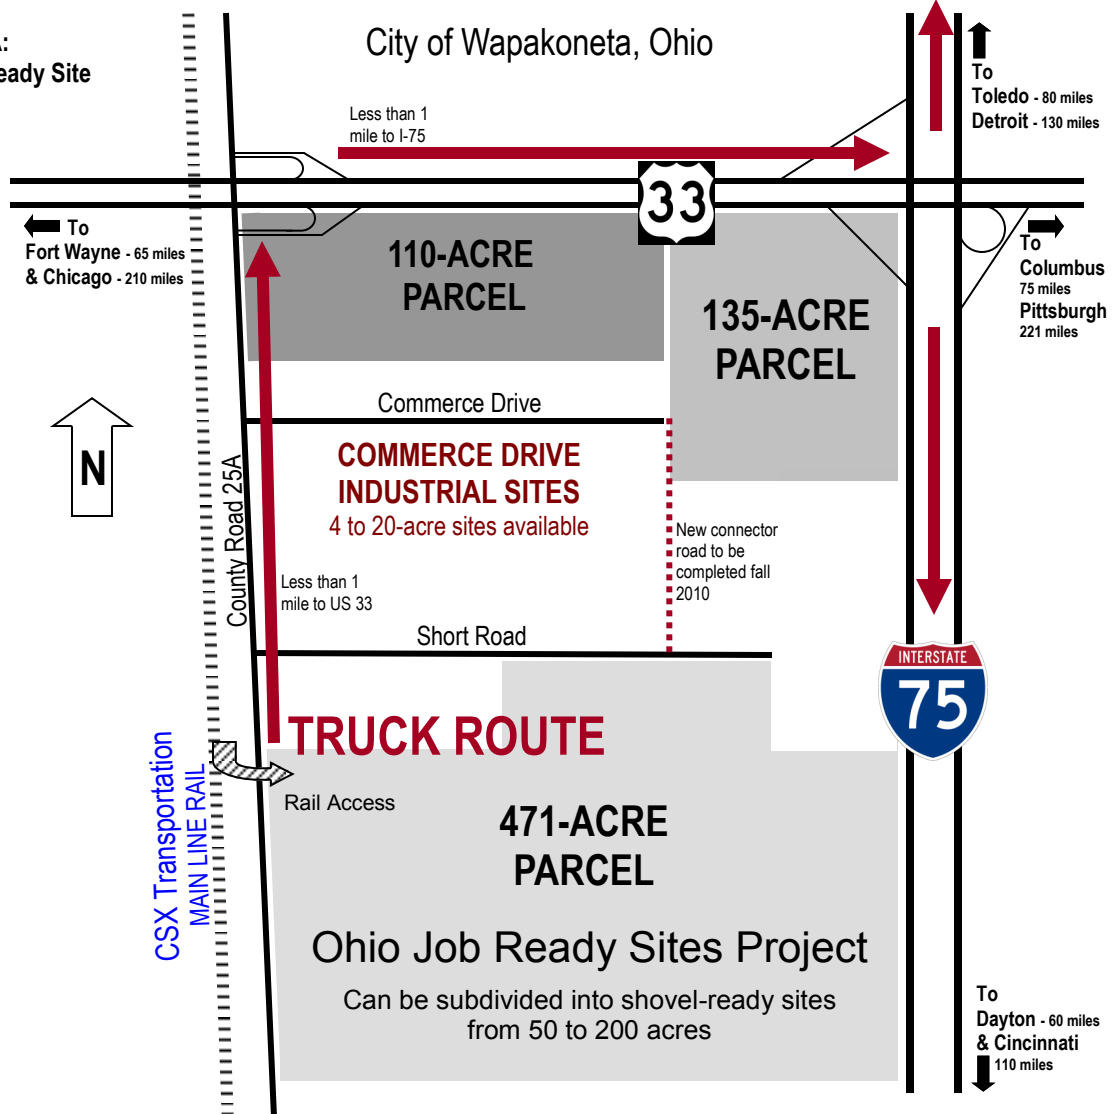 City of Wapakoneta, Ohio
A:
eady Site
Less than 1
mile to I-75
To
Toledo - 80 miles
Detroit - 130 miles
33
To
Fort Wayne - 65 miles
& Chicago - 210 miles
To
Columbus
75 miles
Pittsburgh
221 miles
110-ACRE
PARCEL
135-ACRE
PARCEL
N
Commerce Drive
COMMERCE DRIVE
INDUSTRIAL SITES
4 to 20-acre sites available
County Road 25A
New connector
road to be
completed fall
2010
Less than 1
mile to US 33
Short Road
INTERSTATE
75
TRUCK ROUTE
CSX Transportation
MAIN LINE RAIL
Rail Access
471-ACRE
PARCEL
Ohio Job Ready Sites Project
Can be subdivided into shovel-ready sites
from 50 to 200 acres
To
Dayton - 60 miles
& Cincinnati
110 miles